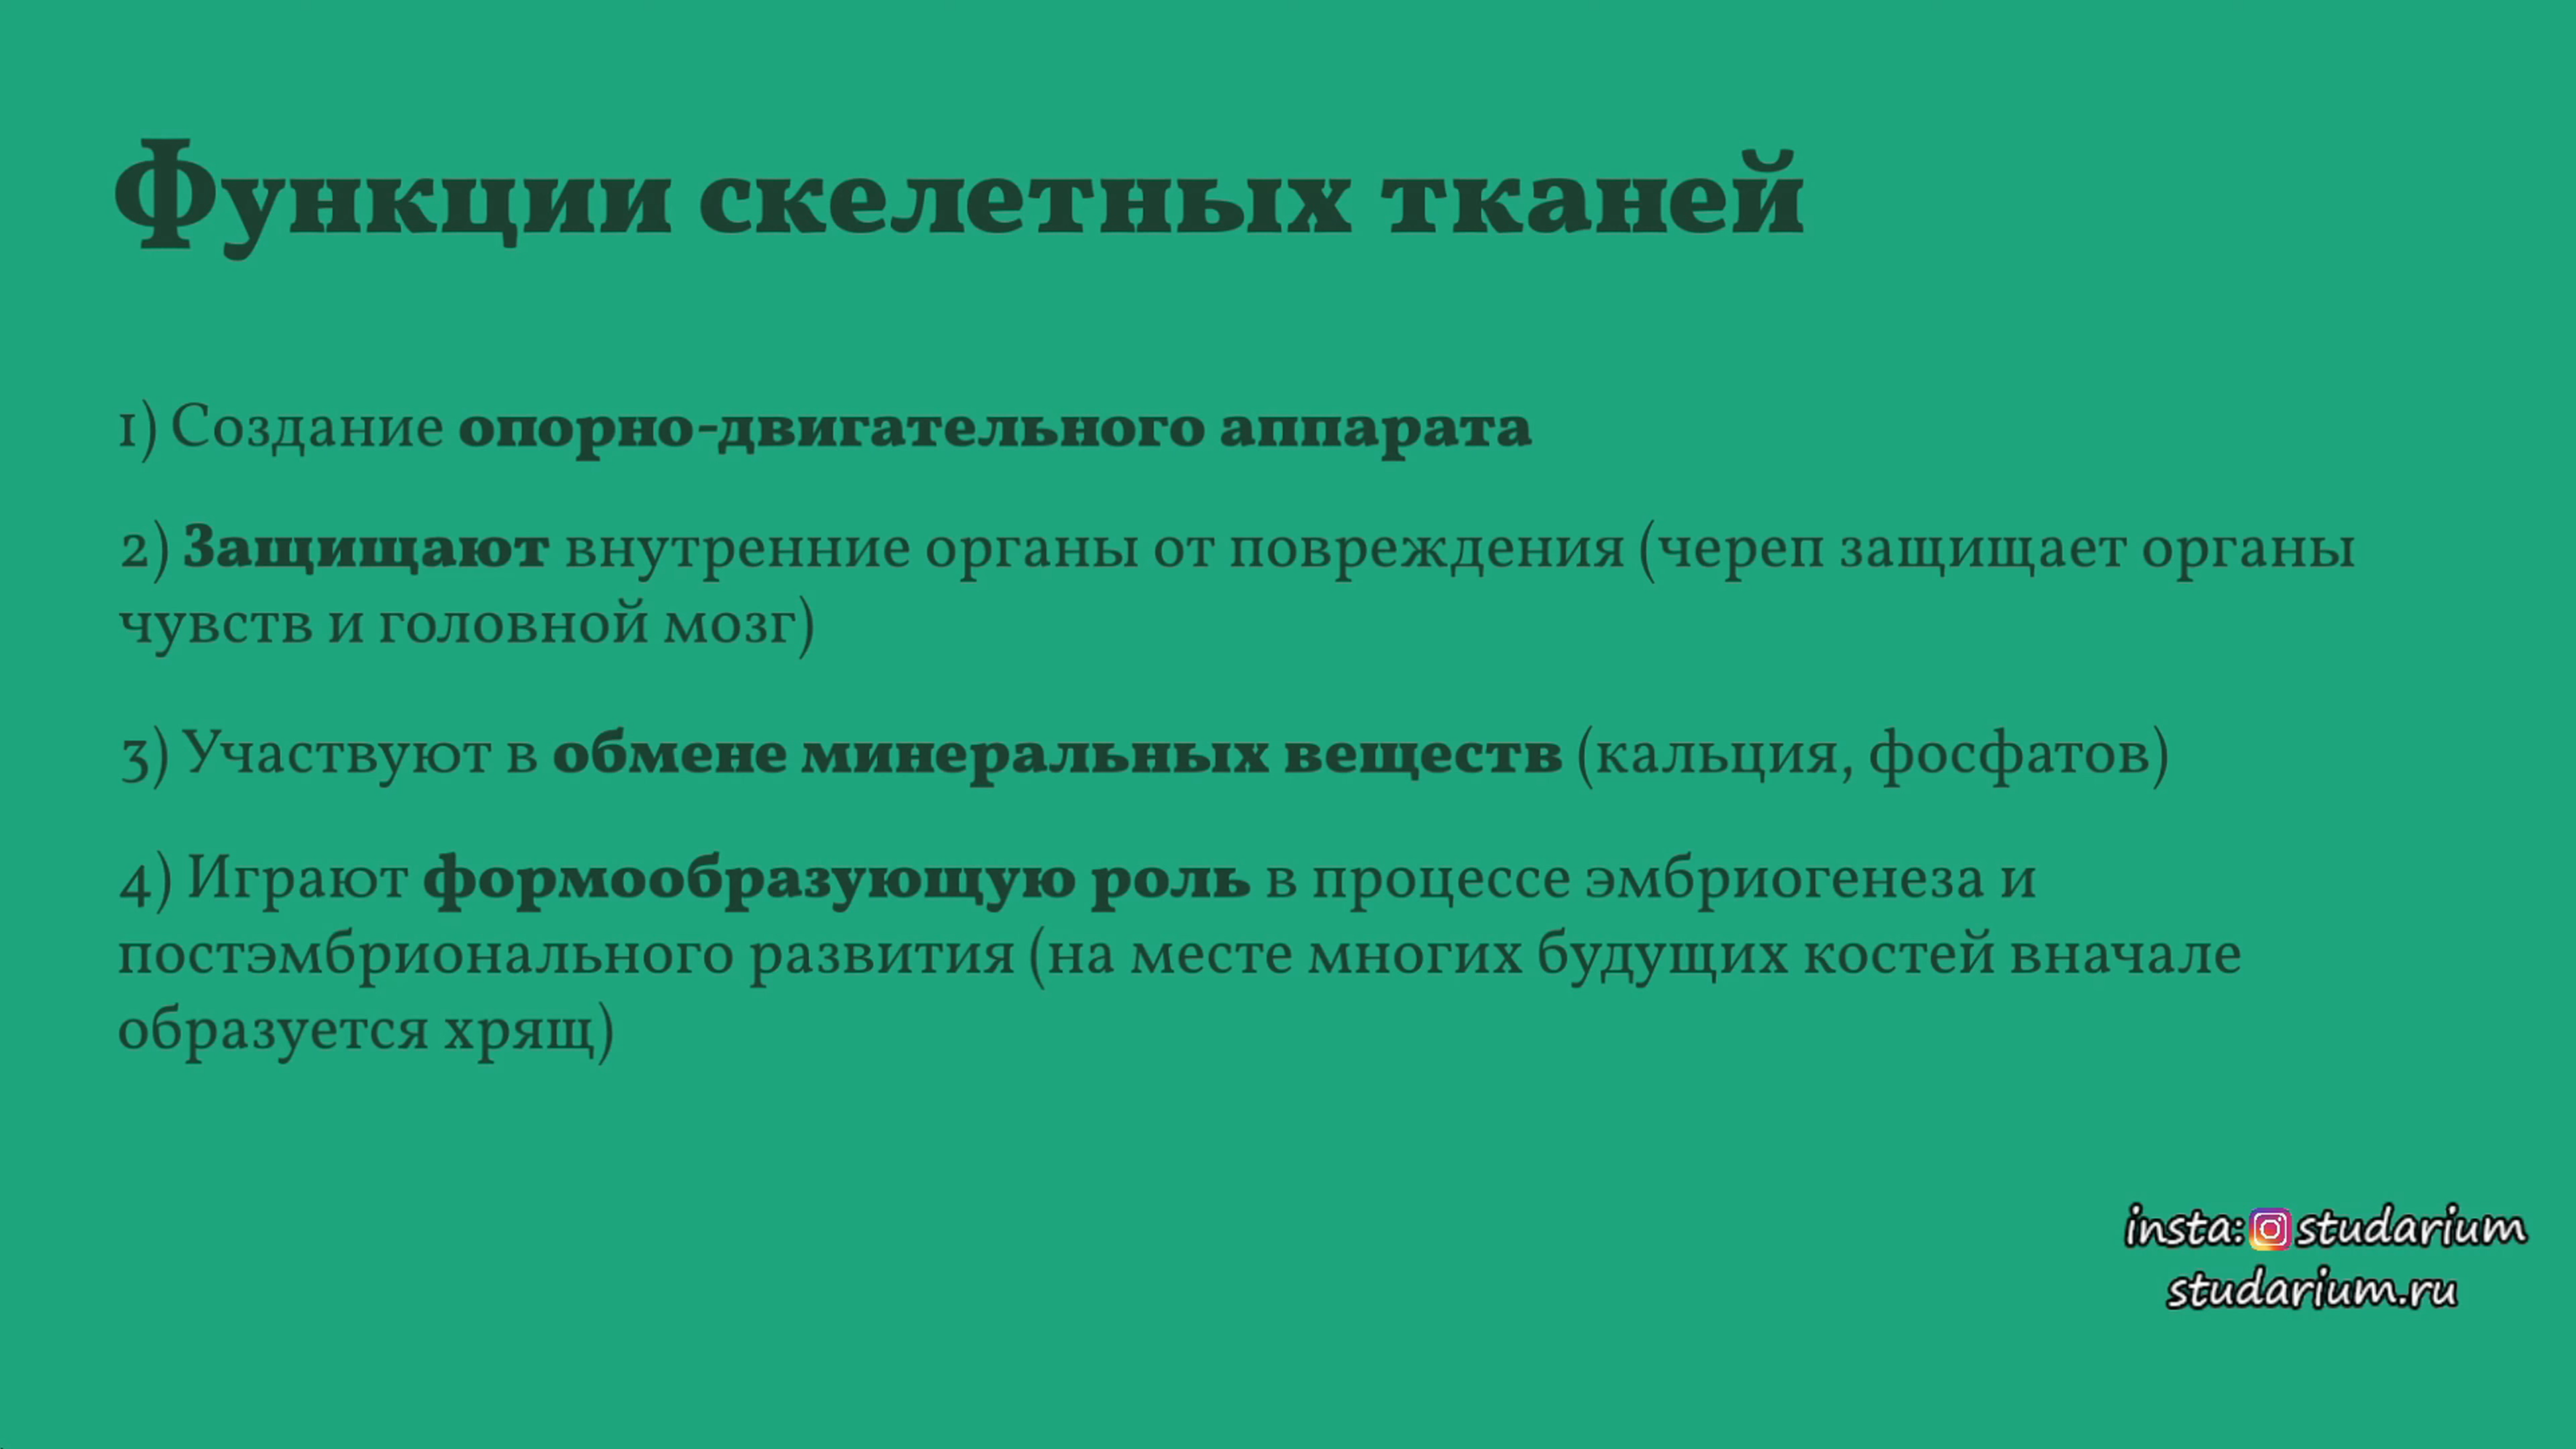 Функции скелетных тканей
1) Создание опорно-двигательного аппарата
2) Защищают внутренние органы от повреждения (череп защищает органы
чувств и головной мозг)
3) Участвуют в обмене минеральных веществ (кальция, фосфатов)
4) Играют формообразующую роль в процессе эмбриогенеза и
постэмбрионального развития (на месте многих будущих костей вначале
образуется хрящ)
insta: studarium
studarium.ru